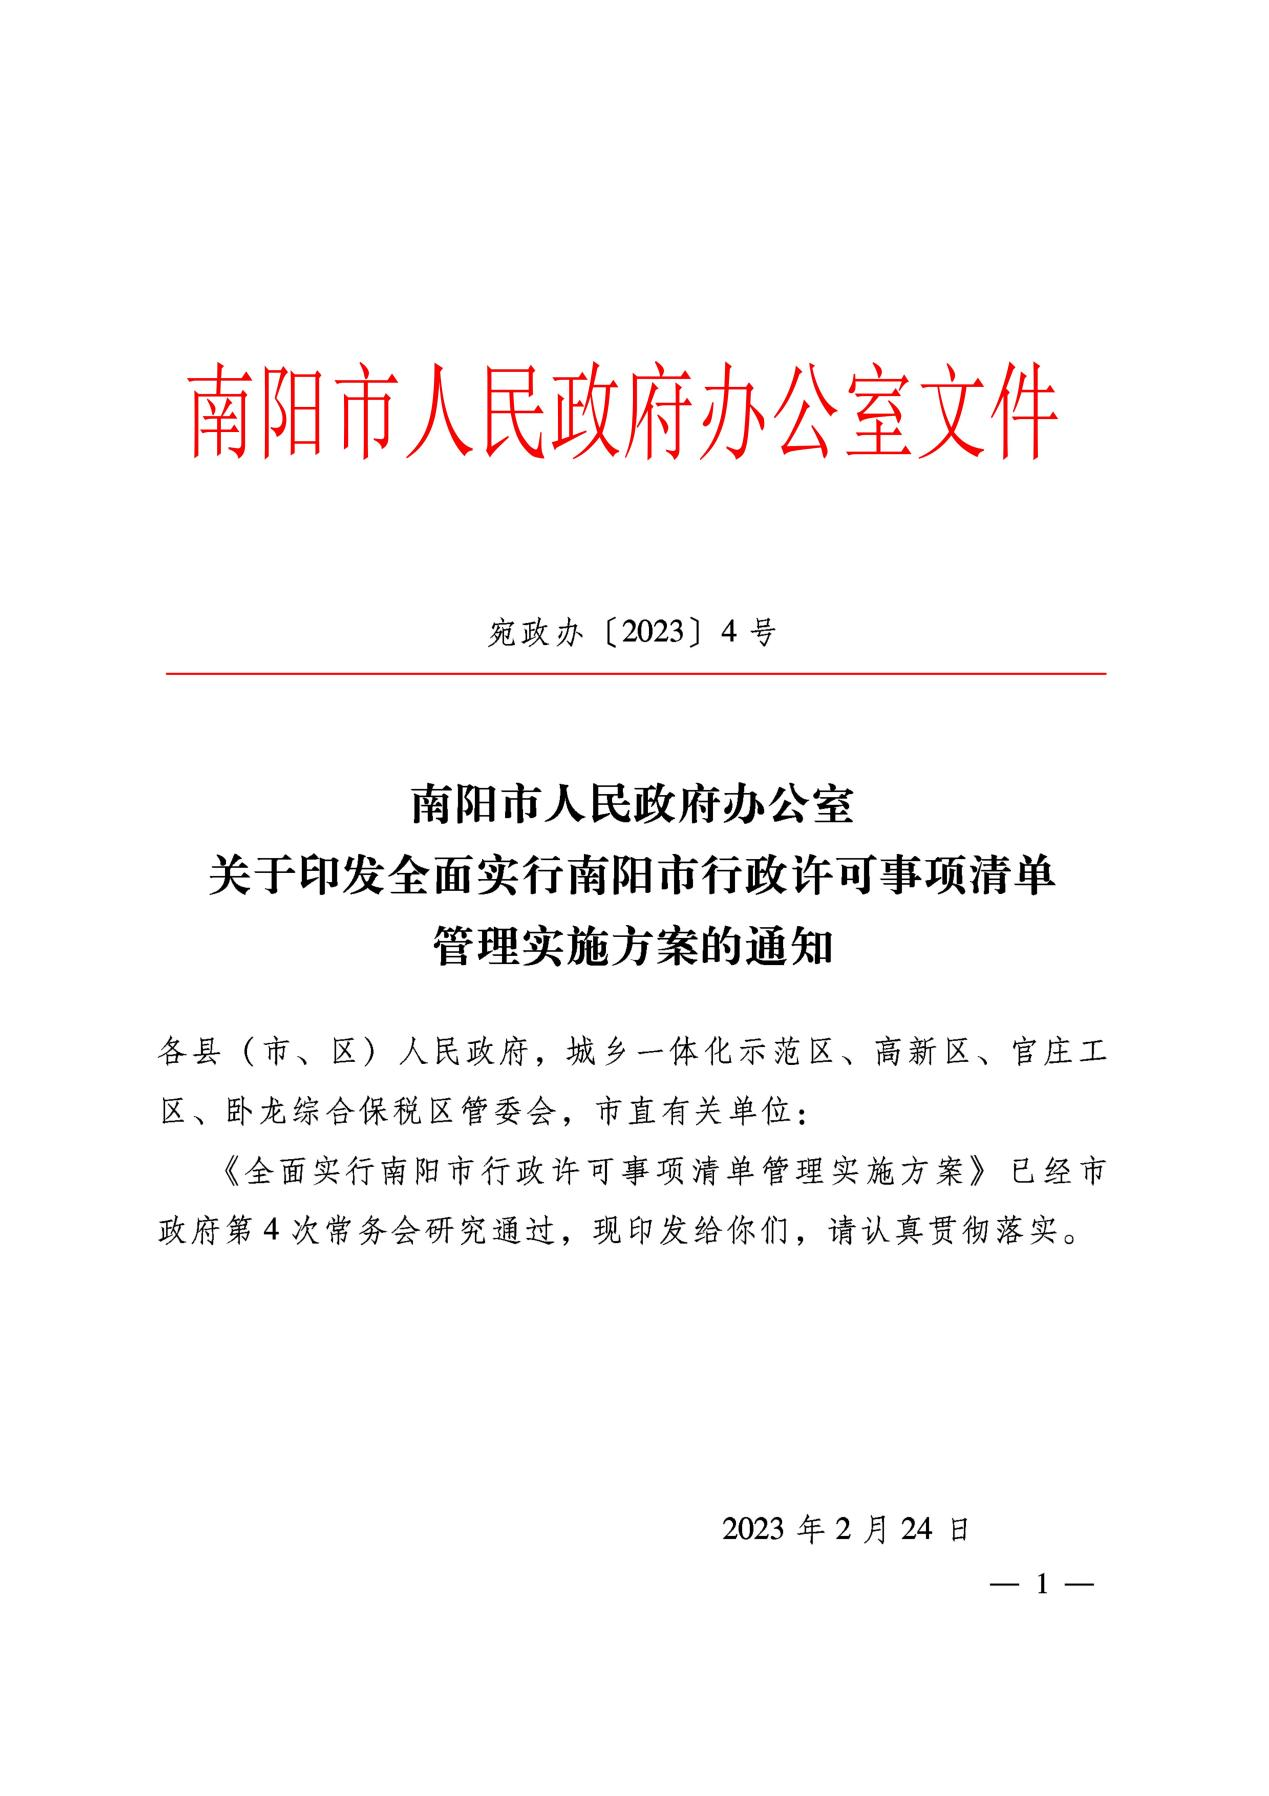 南阳市人民政府办公室文件
宛政办〔2023〕4 号
南阳市人民政府办公室
关于印发全面实行南阳市行政许可事项清单
管理实施方案的通知
各县（市、区）人民政府，城乡一体化示范区、高新区、官庄工
区、卧龙综合保税区管委会，市直有关单位：
《全面实行南阳市行政许可事项清单管理实施方案》已经市
政府第 4 次常务会研究通过，现印发给你们，请认真贯彻落实。
2023 年 2 月 24 日
— 1 —